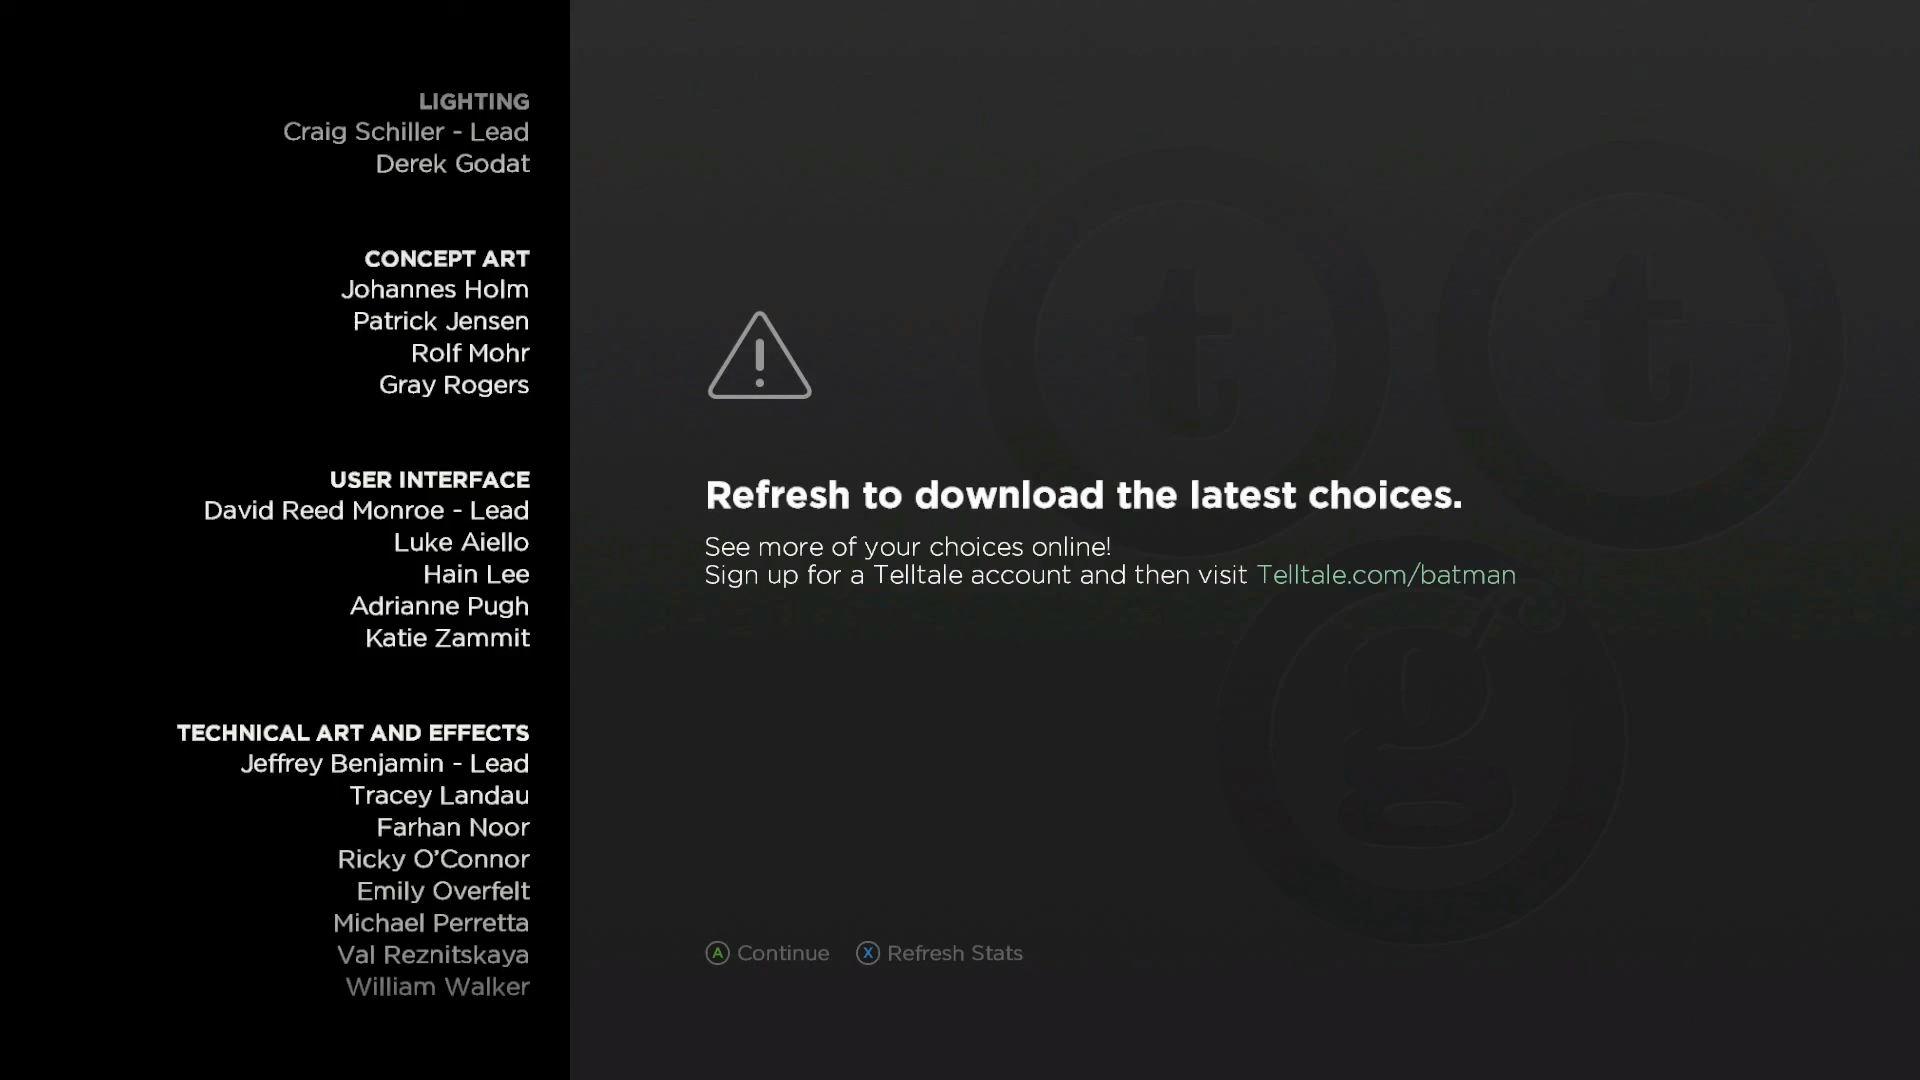 LIGHTING
Craig Schiller - Lead
Derek Godat
CONCEPT ART
Johannes Holm
Patrick Jensen
Rolf Mohr
Gray Rogers
USER INTERFACE
David Reed Monroe - Lead
Luke Aiello
Hain Lee
Adrianne Pugh
Katie Zammit
TECHNICAL ART AND EFFECTS
Jeffrey Benjamin - Lead
Tracey Landau
Farhan Noor
Ricky O’Connor
Emily Overfelt
Michael Perretta
Val Reznitskaya
William Walker
t t
g
!
Refresh to download the latest choices.
See more of your choices online!
Sign up for a Telltale account and then visit Telltale.com/batman
A Continue X Refresh Stats